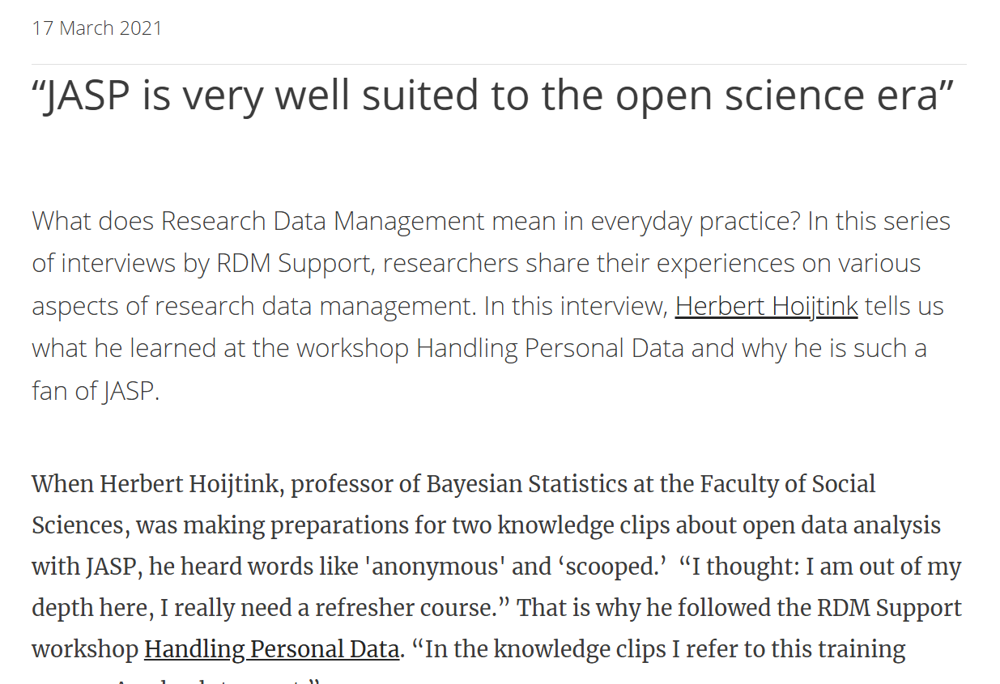 17 March 2021
“JASP is very well suited to the open science era”
What does Research Data Management mean in everyday practice? In this series
of interviews by RDM Support, researchers share their experiences on various
aspects of research data management. In this interview, Herbert Hoijtink tells us
what he learned at the workshop Handling Personal Data and why he is such a
fan of JASP.
When Herbert Hoijtink, professor of Bayesian Statistics at the Faculty of Social
Sciences, was making preparations for two knowledge clips about open data analysis
with JASP, he heard words like 'anonymous' and ‘scooped.’  “I thought: I am out of my
depth here, I really need a refresher course.” That is why he followed the RDM Support
workshop Handling Personal Data. “In the knowledge clips I refer to this training